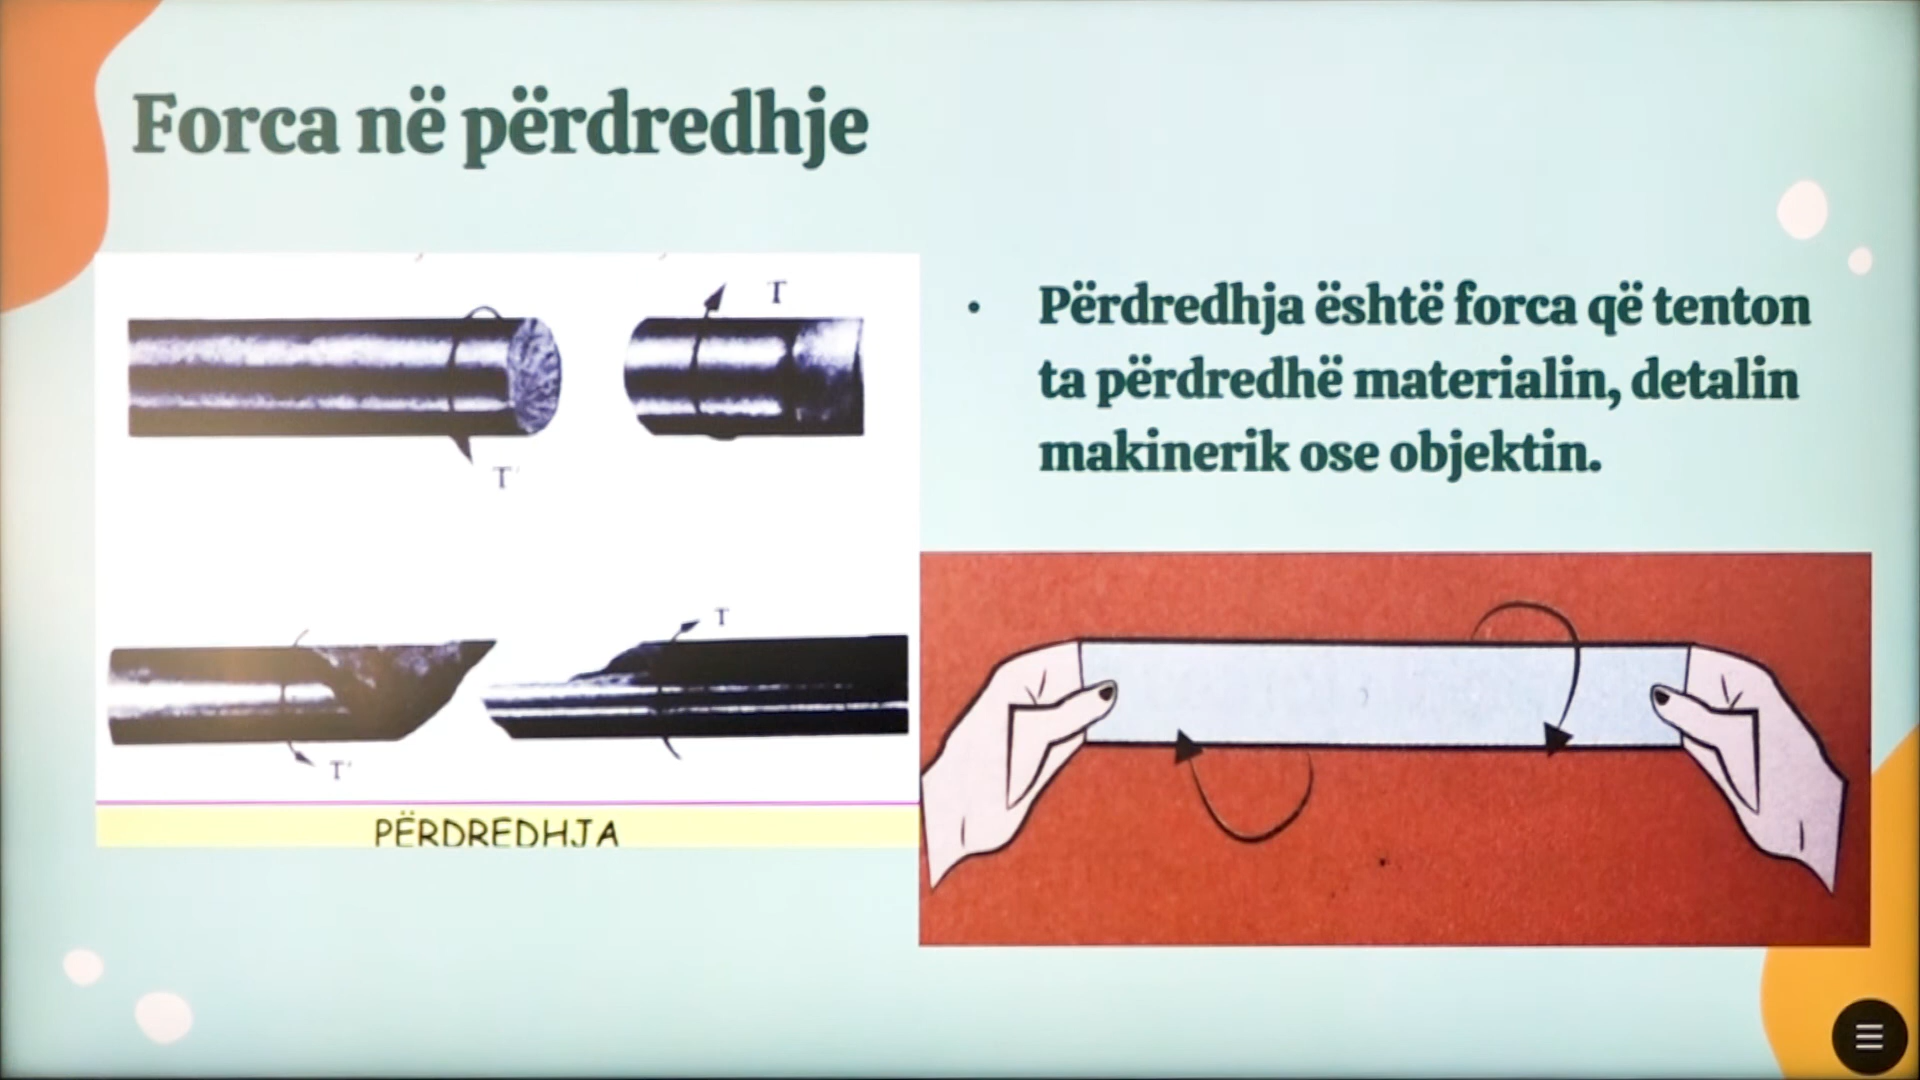 Forca në përdredhje
T
T'
T
T'
PËRDREDHJA
• Përdredhja është forca që tenton
ta përdredhë materialin, detalin
makinerik ose objektin.